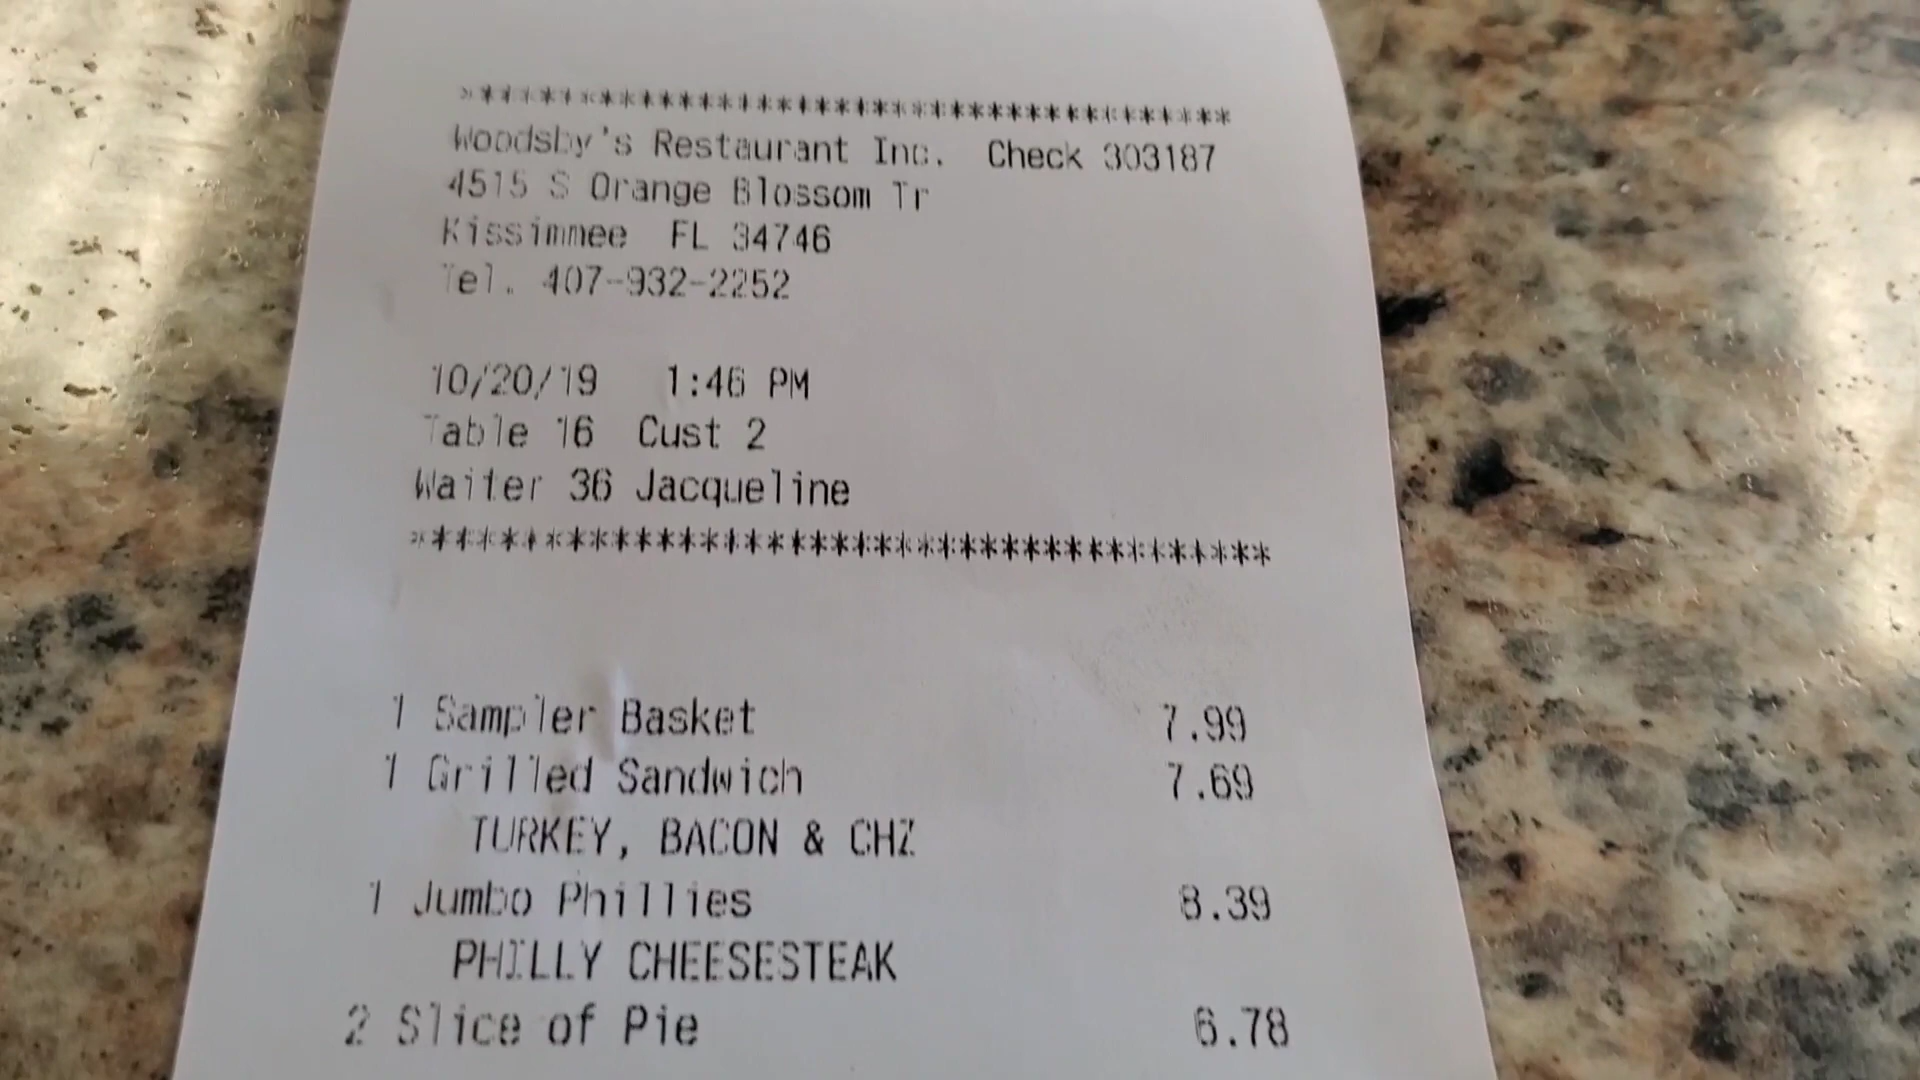 ***************************************
Woodsby's Restaurant Inc. Check 303187
4515 S Orange Blossom Tr
Kissimmee FL 34746
Tel. 407-932-2252
10/20/19 1:46 PM
Table 16 Cust 2
Waiter 36 Jacqueline
***************************************
1 Sampler Basket 7.99
1 Grilled Sandwich 7.69
TURKEY, BACON & CHZ
1 Jumbo Phillies 8.39
PHILLY CHEESESTEAK
2 Slice of Pie 6.78